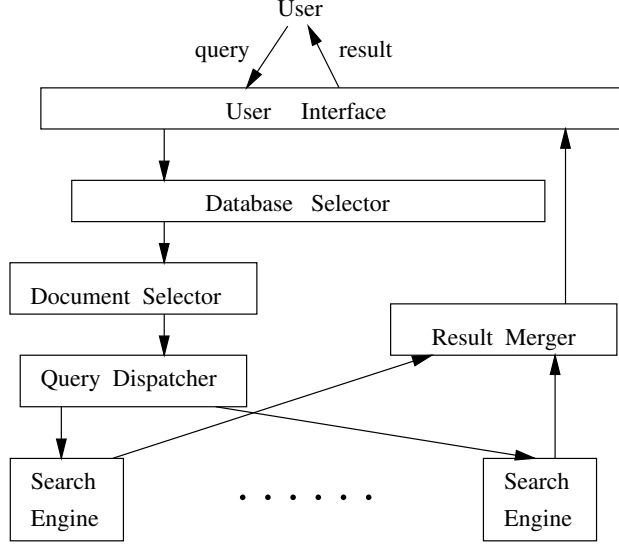 User
query
result
User Interface
Database Selector
Document Selector
Result Merger
Query Dispatcher
Search
Engine
. . . . . .
Search
Engine